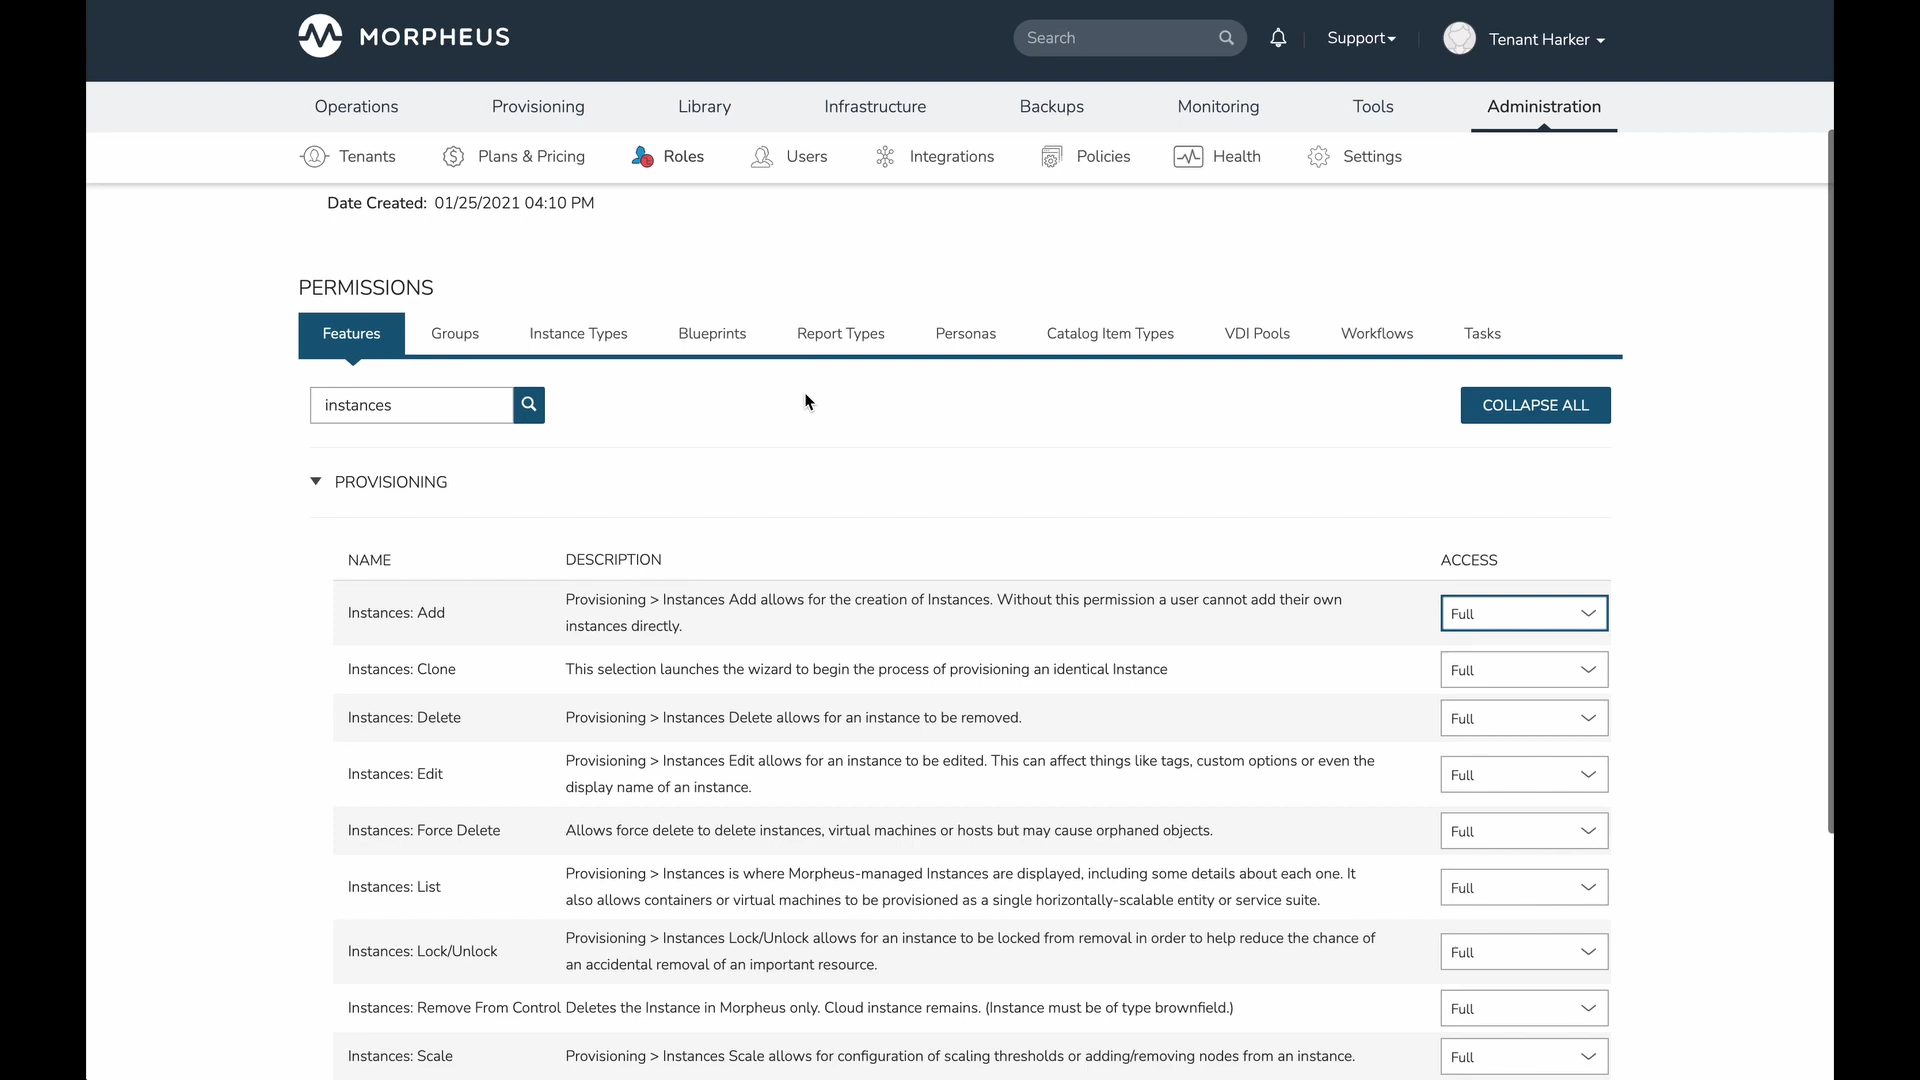 MORPHEUS
Search
Support
Tenant Harker
Operations
Provisioning
Library
Infrastructure
Backups
Monitoring
Tools
Administration
Tenants
Plans & Pricing
Roles
Users
Integrations
Policies
Health
Settings
Date Created: 01/25/2021 04:10 PM
PERMISSIONS
Features
Groups
Instance Types
Blueprints
Report Types
Personas
Catalog Item Types
VDI Pools
Workflows
Tasks
instances
COLLAPSE ALL
PROVISIONING
NAME
DESCRIPTION
ACCESS
Instances: Add
Provisioning > Instances Add allows for the creation of Instances. Without this permission a user cannot add their own
instances directly.
Full
Instances: Clone
This selection launches the wizard to begin the process of provisioning an identical Instance
Full
Instances: Delete
Provisioning > Instances Delete allows for an instance to be removed.
Full
Instances: Edit
Provisioning > Instances Edit allows for an instance to be edited. This can affect things like tags, custom options or even the
display name of an instance.
Full
Instances: Force Delete
Allows force delete to delete instances, virtual machines or hosts but may cause orphaned objects.
Full
Instances: List
Provisioning > Instances is where Morpheus-managed Instances are displayed, including some details about each one. It
also allows containers or virtual machines to be provisioned as a single horizontally-scalable entity or service suite.
Full
Instances: Lock/Unlock
Provisioning > Instances Lock/Unlock allows for an instance to be locked from removal in order to help reduce the chance of
an accidental removal of an important resource.
Full
Instances: Remove From Control
Deletes the Instance in Morpheus only. Cloud instance remains. (Instance must be of type brownfield.)
Full
Instances: Scale
Provisioning > Instances Scale allows for configuration of scaling thresholds or adding/removing nodes from an instance.
Full